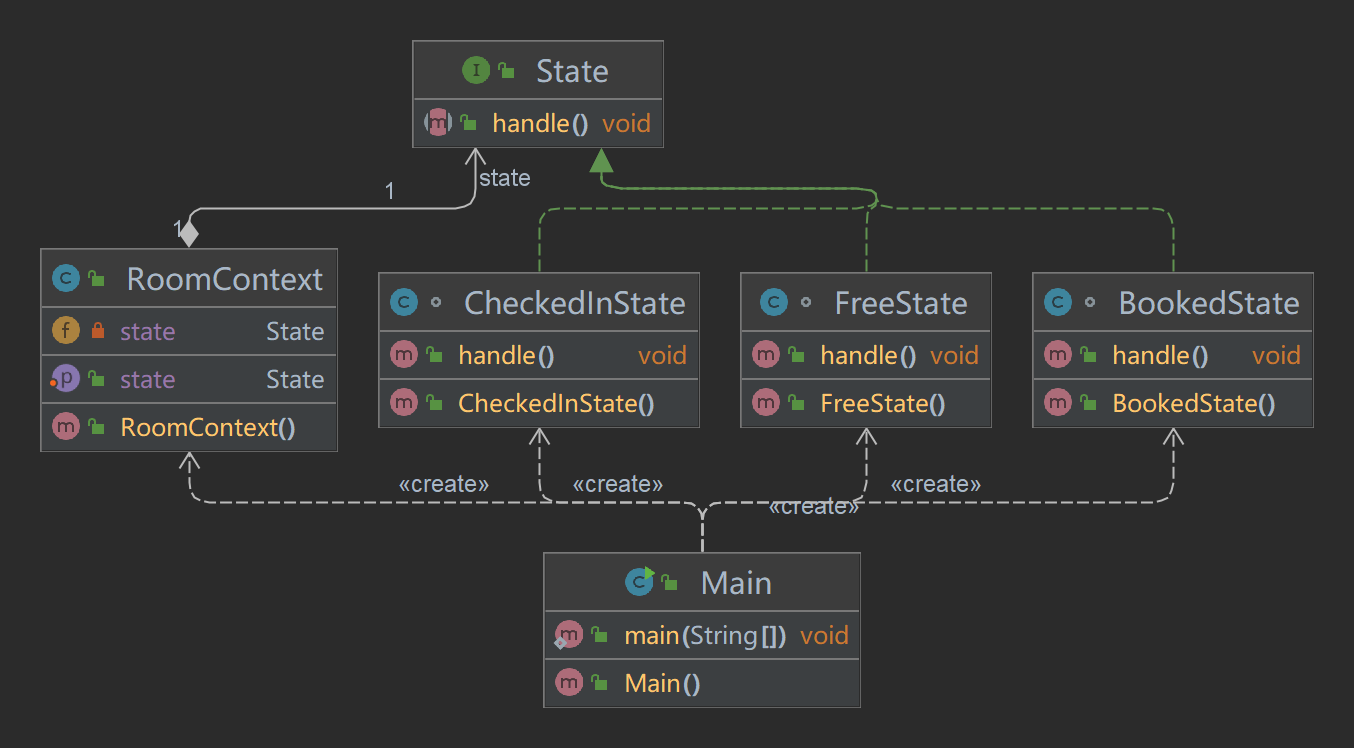 I State
m handle() void
state
1
1
C RoomContext
f state State
p state State
m RoomContext()
C CheckedInState
m handle() void
m CheckedInState()
C FreeState
m handle() void
m FreeState()
C BookedState
m handle() void
m BookedState()
«create»
«create»
«create»
«create»
C Main
m main(String[]) void
m Main()